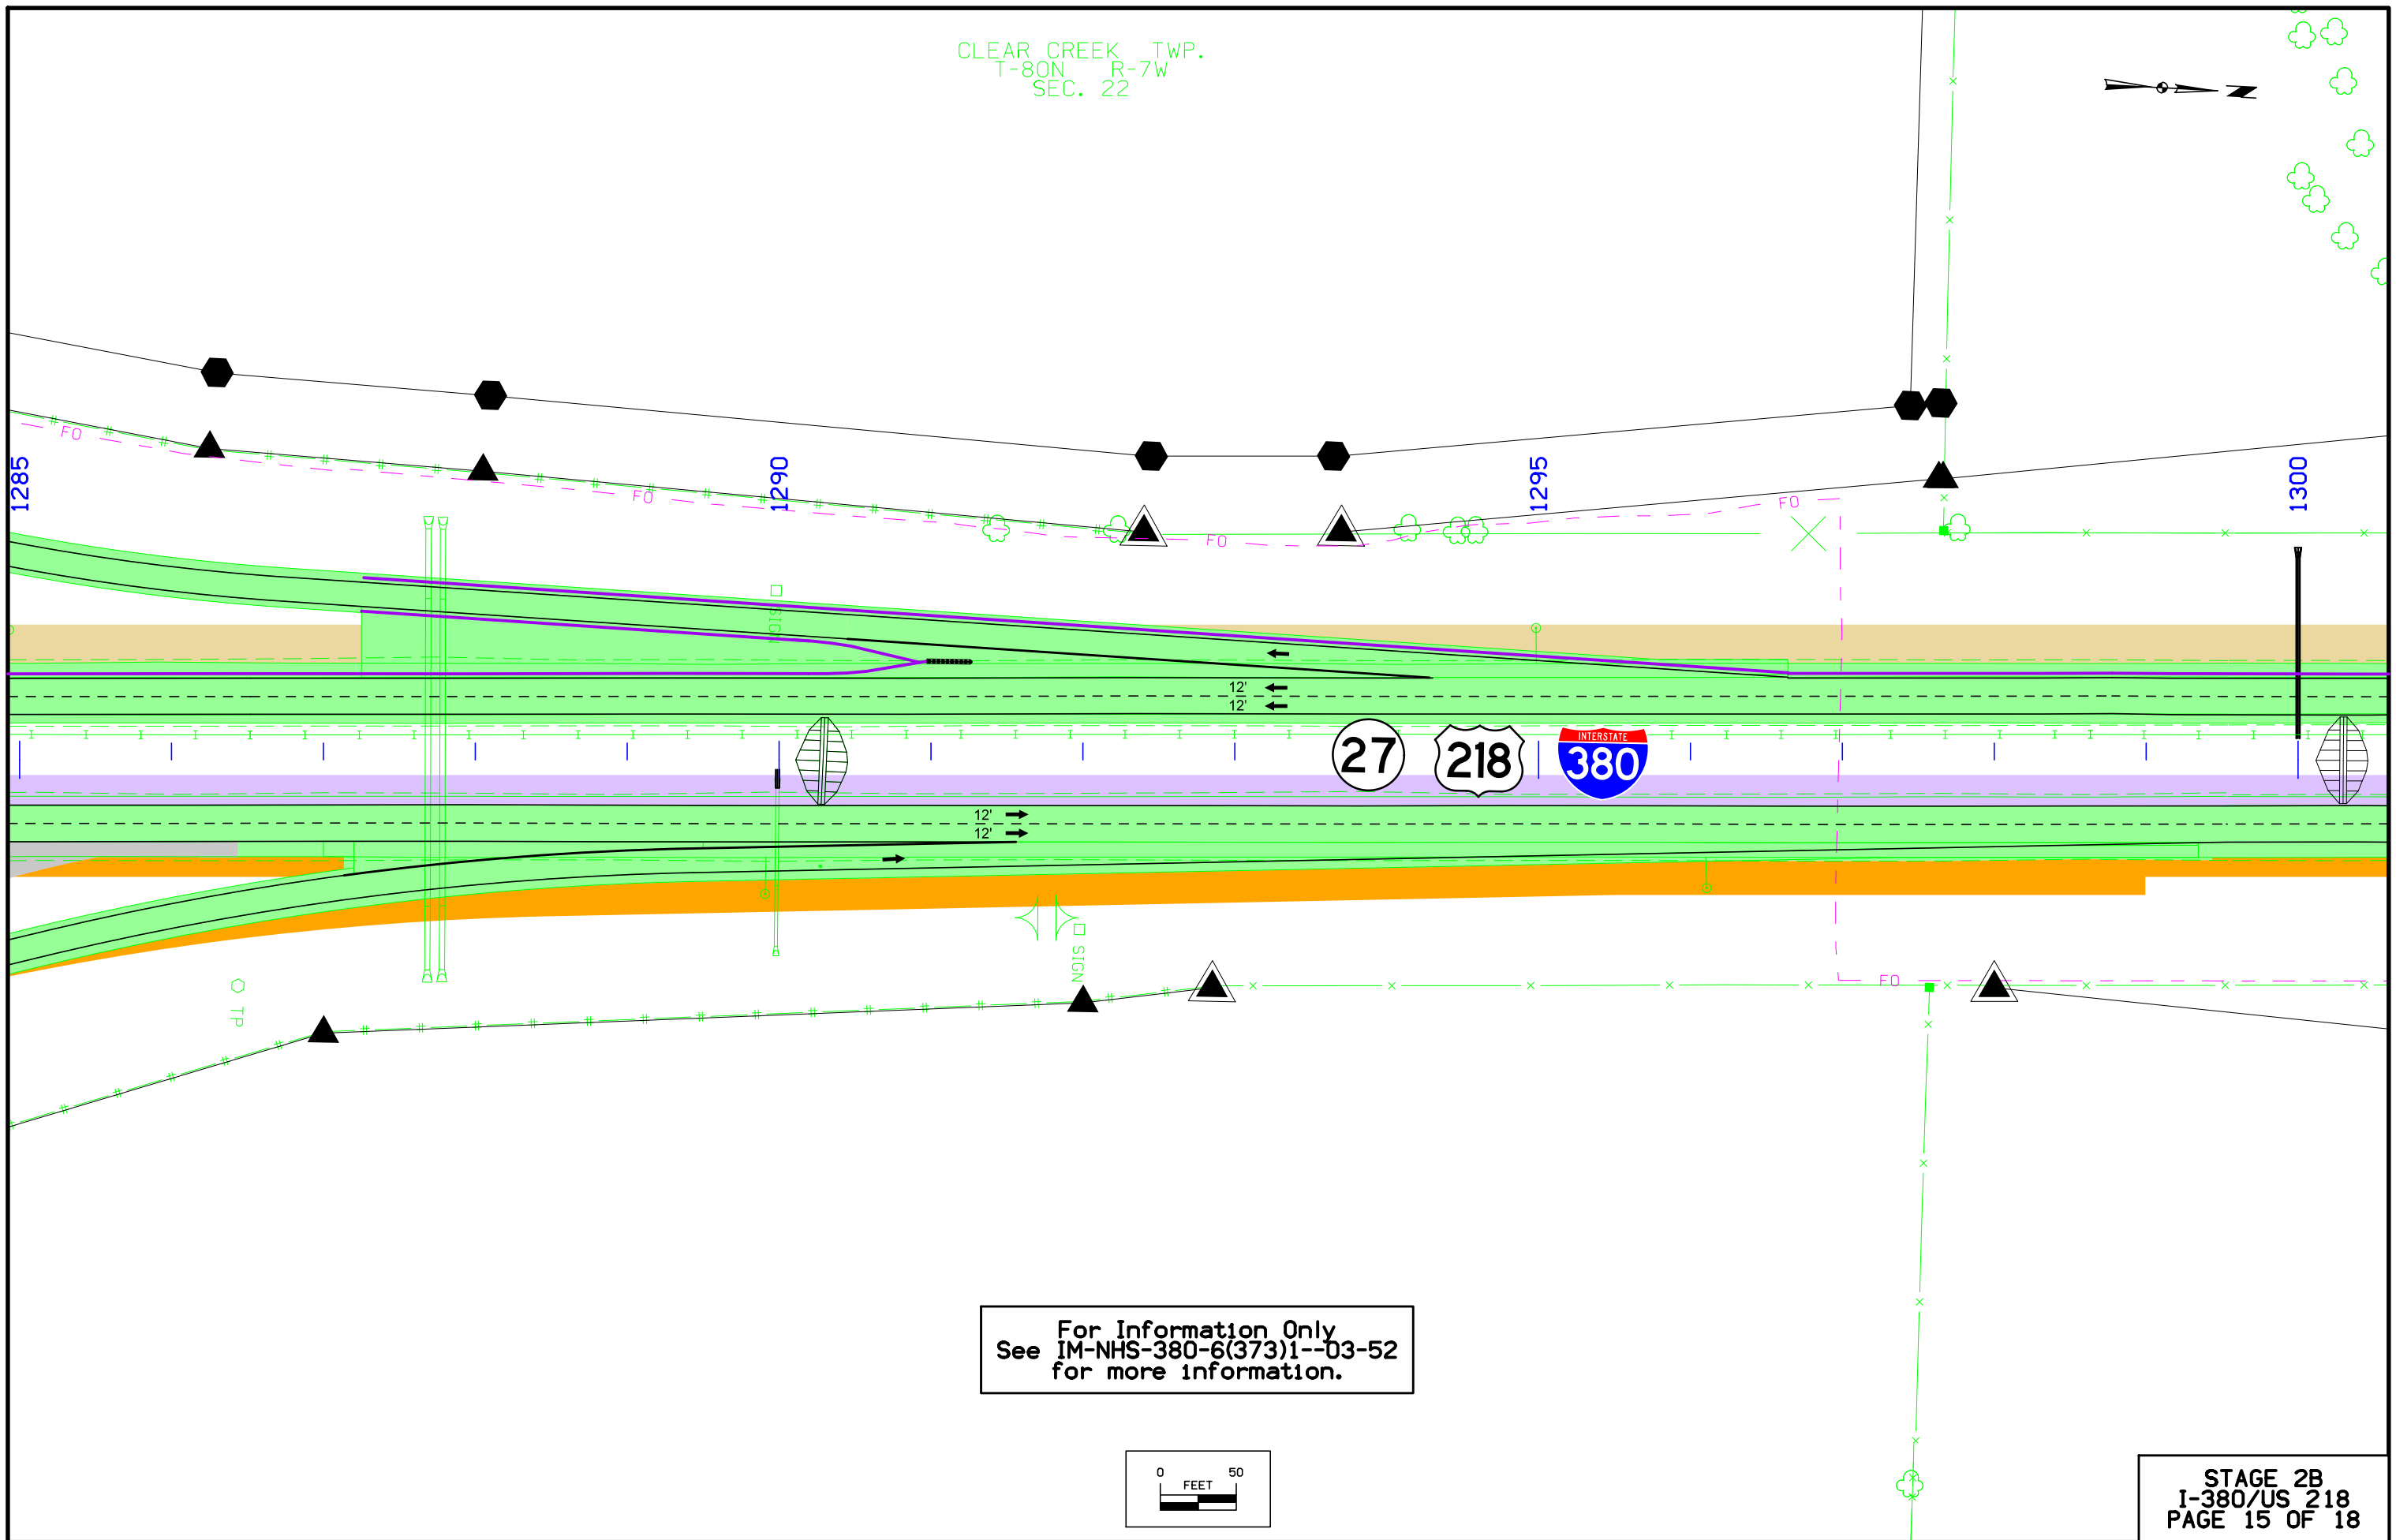 CLEAR CREEK TWP.
T-80N R-7W
SEC. 22
N
FO
FO
FO
FO
1285
1290
1295
1300
SIGN
12'
12'
27
218
INTERSTATE
380
12'
12'
SIGN
TP
FO
For Information Only
See IM-NHS-380-6(373)1--03-52
for more information.
0 50
FEET
STAGE 2B
I-380/US 218
PAGE 15 OF 18